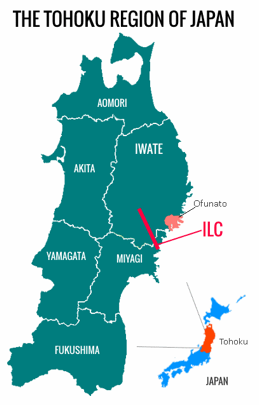 THE TOHOKU REGION OF JAPAN
AOMORI
IWATE
AKITA
Ofunato
ILC
YAMAGATA
MIYAGI
FUKUSHIMA
Tohoku
JAPAN